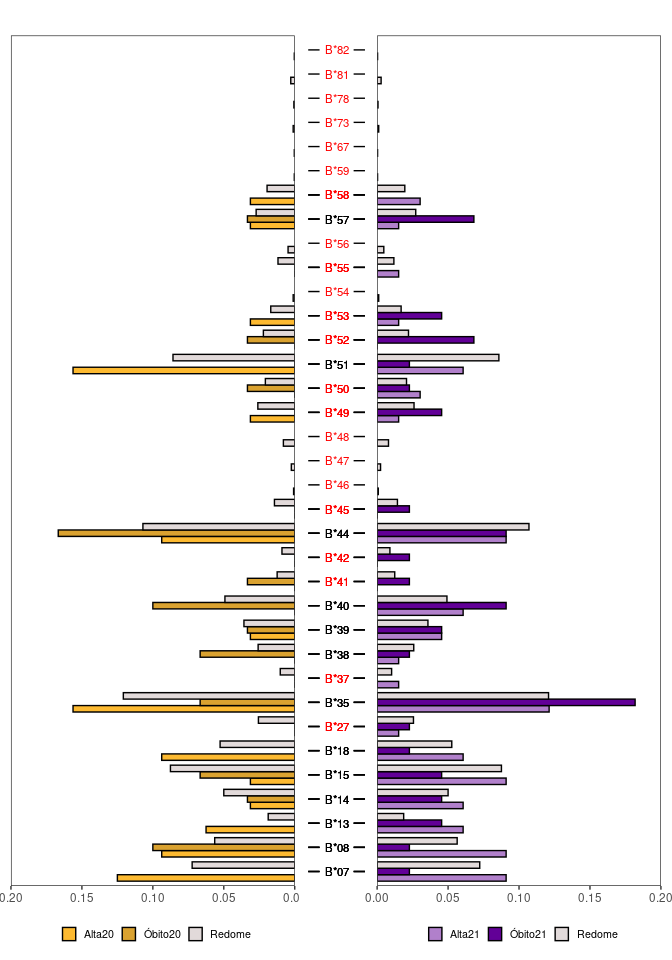 B*82
B*81
B*78
B*73
B*67
B*59
B*58
B*57
B*56
B*55
B*54
B*53
B*52
B*51
B*50
B*49
B*48
B*47
B*46
B*45
B*44
B*42
B*41
B*40
B*39
B*38
B*37
B*35
B*27
B*18
B*15
B*14
B*13
B*08
B*07
0.20 0.15 0.10 0.05 0.0 0.00 0.05 0.10 0.15 0.20
Alta20 Óbito20 Redome Alta21 Óbito21 Redome